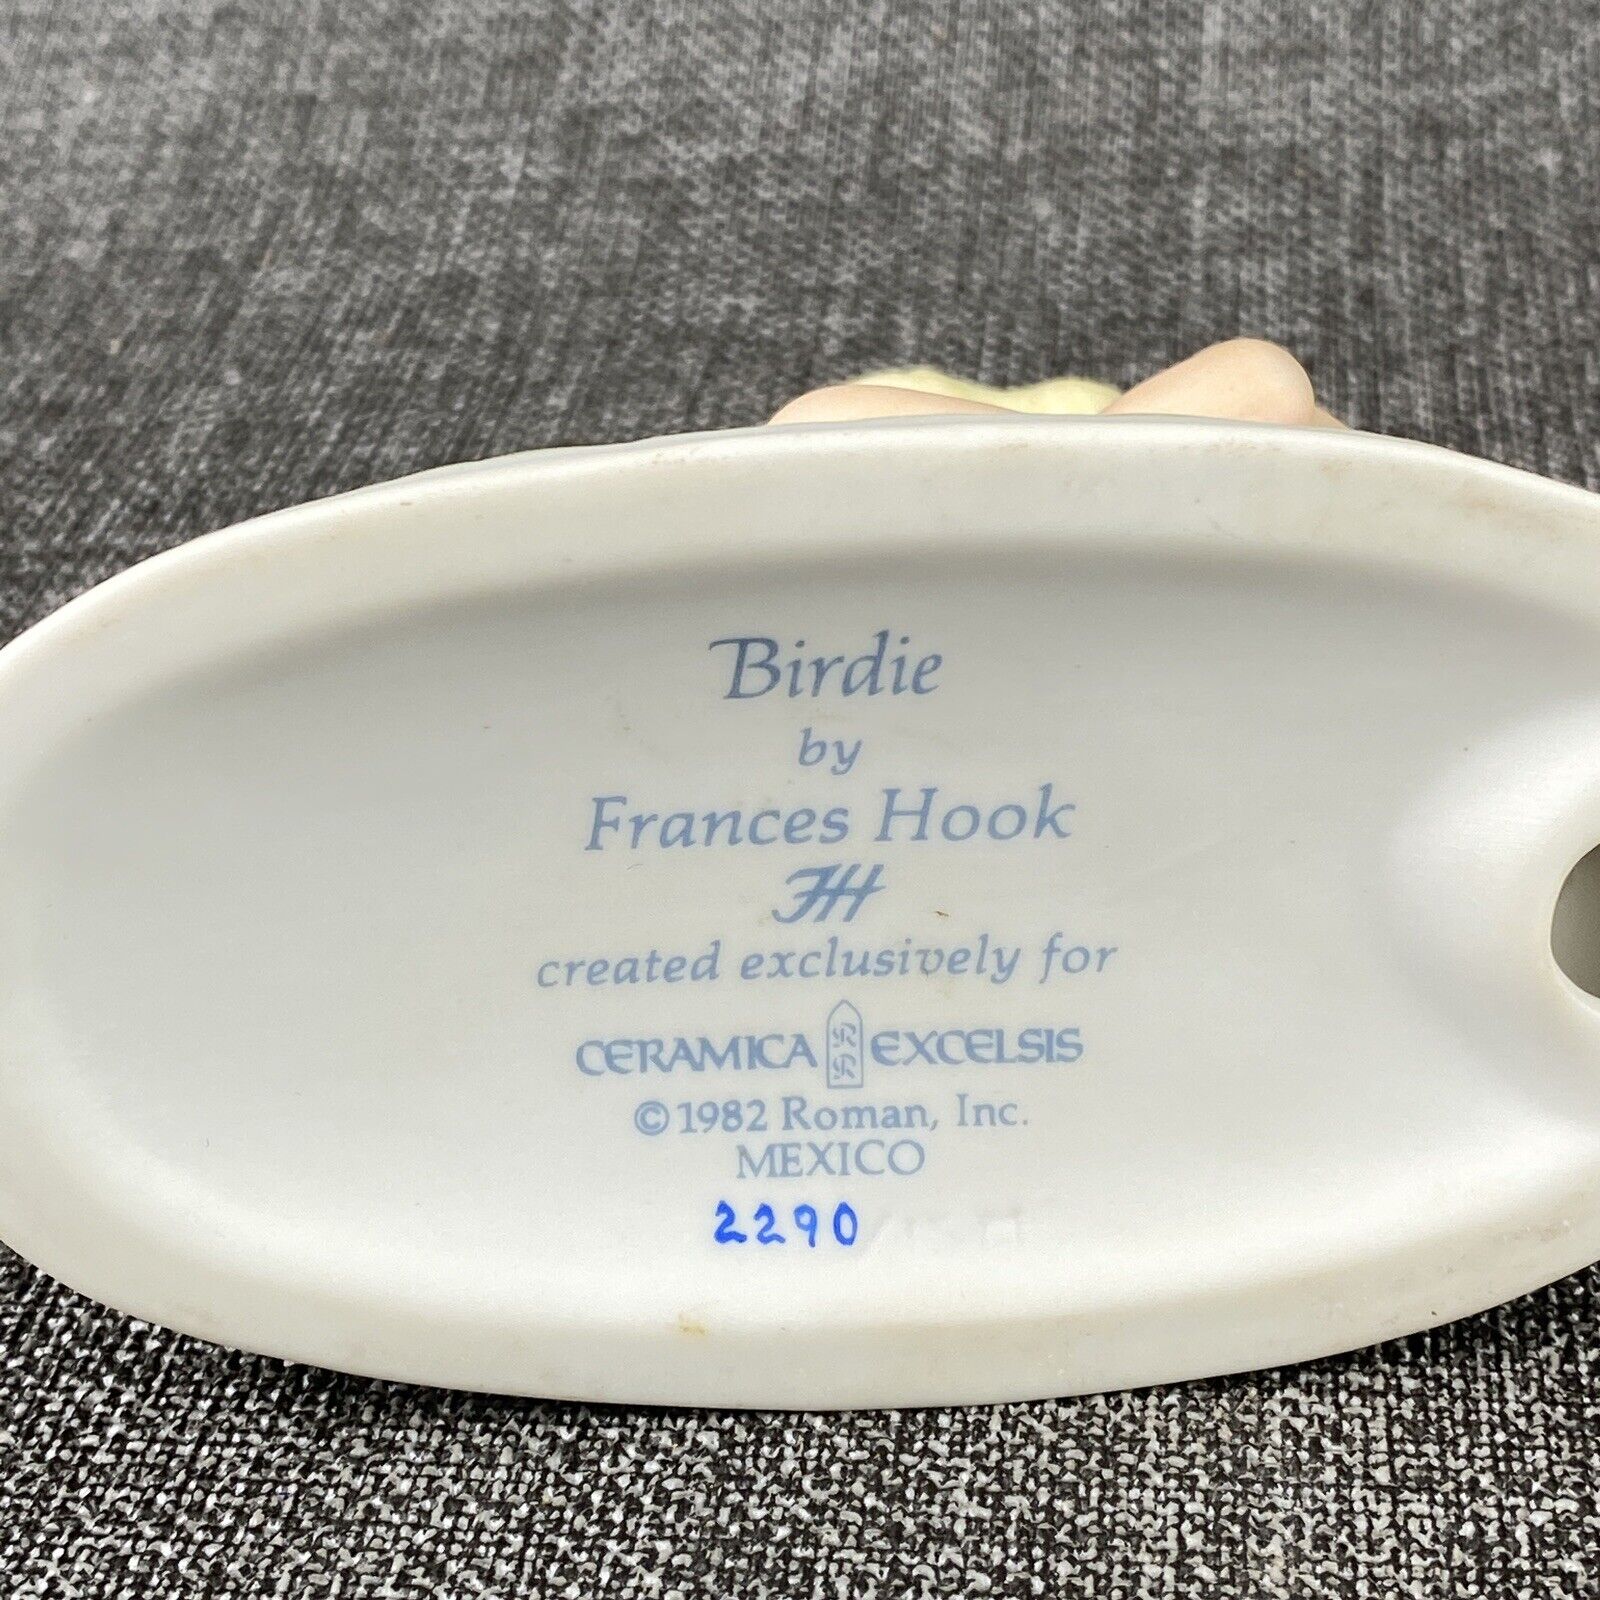 Birdie
by
Frances Hook
FH
created exclusively for
CERAMICA EXCELSIS
© 1982 Roman, Inc.
MEXICO
2290